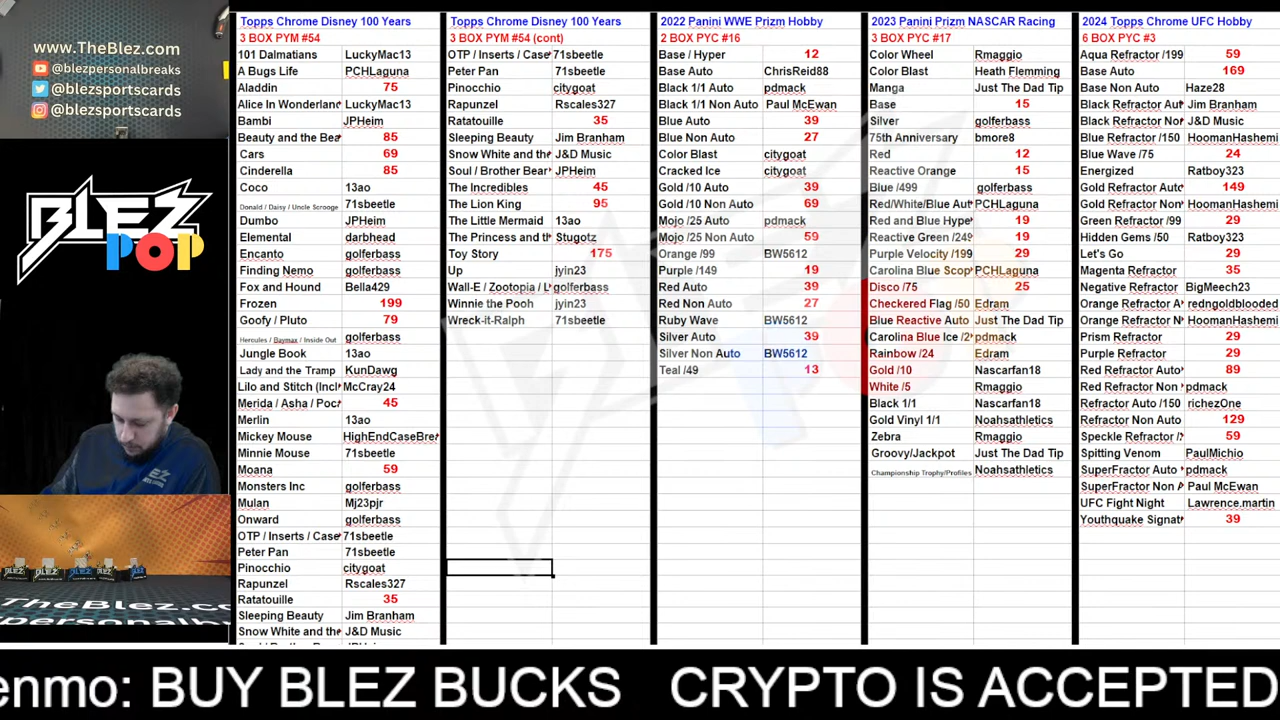 www.TheBlez.com
@blezpersonalbreaks
@blezsportscards
BLEZ
POP
TheBlez.co
Topps Chrome Disney 100 Years
3 BOX PYM #54
101 Dalmatians LuckyMac13
A Bugs Life PCHLaguna
Aladdin 75
Alice In Wonderlan LuckyMac13
Bambi JPHeim
Beauty and the Bea 85
Cars 69
Cinderella 85
Coco 13ao
Donald / Daisy / Uncle Scrooge 71sbeetle
Dumbo JPHeim
Elemental darbhead
Encanto golferbass
Finding Nemo golferbass
Fox and Hound Bella429
Frozen 199
Goofy / Pluto 79
Hercules / Baymax / Inside Out golferbass
Jungle Book 13ao
Lady and the Tramp KunDawg
Lilo and Stitch (Incl McCray24
Merida / Asha / Poc 45
Merlin 13ao
Mickey Mouse HighEndCaseBre
Minnie Mouse 71sbeetle
Moana 59
Monsters Inc golferbass
Mulan Mj23pjr
Onward golferbass
OTP / Inserts / Case 71sbeetle
Peter Pan 71sbeetle
Pinocchio citygoat
Rapunzel Rscales327
Ratatouille 35
Sleeping Beauty Jim Branham
Snow White and the J&D Music
Topps Chrome Disney 100 Years
3 BOX PYM #54 (cont)
OTP / Inserts / Case 71sbeetle
Peter Pan 71sbeetle
Pinocchio citygoat
Rapunzel Rscales327
Ratatouille 35
Sleeping Beauty Jim Branham
Snow White and the J&D Music
Soul / Brother Bear JPHeim
The Incredibles 45
The Lion King 95
The Little Mermaid 13ao
The Princess and th Stugotz
Toy Story 175
Up jyin23
Wall-E / Zootopia / L golferbass
Winnie the Pooh jyin23
Wreck-it-Ralph 71sbeetle
2022 Panini WWE Prizm Hobby
2 BOX PYC #16
Base / Hyper 12
Base Auto ChrisReid88
Black 1/1 Auto pdmack
Black 1/1 Non Auto Paul McEwan
Blue Auto 39
Blue Non Auto 27
Color Blast citygoat
Cracked Ice citygoat
Gold /10 Auto 39
Gold /10 Non Auto 69
Mojo /25 Auto pdmack
Mojo /25 Non Auto 59
Orange /99 BW5612
Purple /149 19
Red Auto 39
Red Non Auto 27
Ruby Wave BW5612
Silver Auto 39
Silver Non Auto BW5612
Teal /49 13
2023 Panini Prizm NASCAR Racing
3 BOX PYC #17
Color Wheel Rmaggio
Color Blast Heath Flemming
Manga Just The Dad Tip
Base 15
Silver golferbass
75th Anniversary bmore8
Red 12
Reactive Orange 15
Blue /499 golferbass
Red/White/Blue Aut PCHLaguna
Red and Blue Hype 19
Reactive Green /249 19
Purple Velocity /199 29
Carolina Blue Scop PCHLaguna
Disco /75 25
Checkered Flag /50 Edram
Blue Reactive Auto Just The Dad Tip
Carolina Blue Ice /2 pdmack
Rainbow /24 Edram
Gold /10 Nascarfan18
White /5 Rmaggio
Black 1/1 Nascarfan18
Gold Vinyl 1/1 Noahsathletics
Zebra Rmaggio
Groovy/Jackpot Just The Dad Tip
Championship Trophy/Profiles Noahsathletics
2024 Topps Chrome UFC Hobby
6 BOX PYC #3
Aqua Refractor /199 59
Base Auto 169
Base Non Auto Haze28
Black Refractor Aut Jim Branham
Black Refractor No J&D Music
Blue Refractor /150 HoomanHashemi
Blue Wave /75 24
Energized Ratboy323
Gold Refractor Aut 149
Gold Refractor Non HoomanHashemi
Green Refractor /99 29
Hidden Gems /50 Ratboy323
Let's Go 29
Magenta Refractor 35
Negative Refractor BigMeech23
Orange Refractor A redngoldblooded
Orange Refractor N HoomanHashemi
Prism Refractor 29
Purple Refractor 29
Red Refractor Auto 89
Red Refractor Non pdmack
Refractor Auto /150 richezOne
Refractor Non Auto 129
Speckle Refractor / 59
Spitting Venom PaulMichio
SuperFractor Auto pdmack
SuperFractor Non A Paul McEwan
UFC Fight Night Lawrence.martin
Youthquake Signat 39
enmo: BUY BLEZ BUCKS CRYPTO IS ACCEPTED